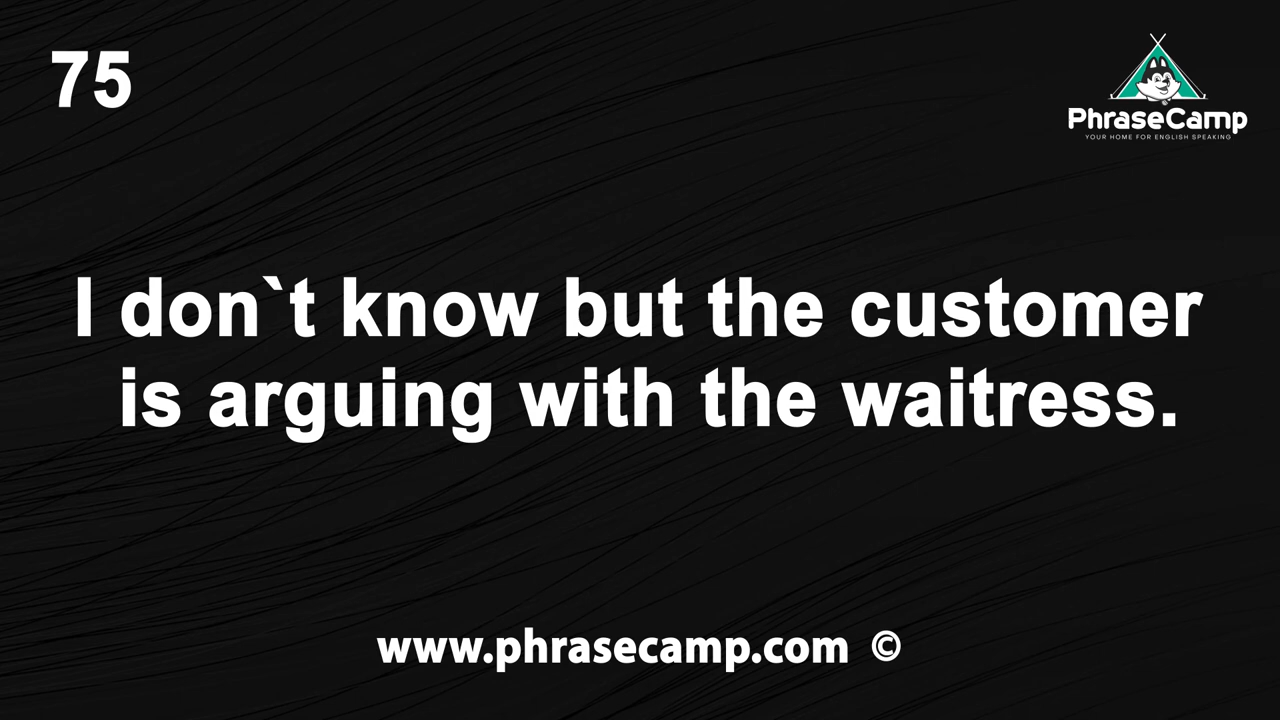 75
PhraseCamp
YOUR HOME FOR ENGLISH SPEAKING
I don`t know but the customer
is arguing with the waitress.
www.phrasecamp.com ©